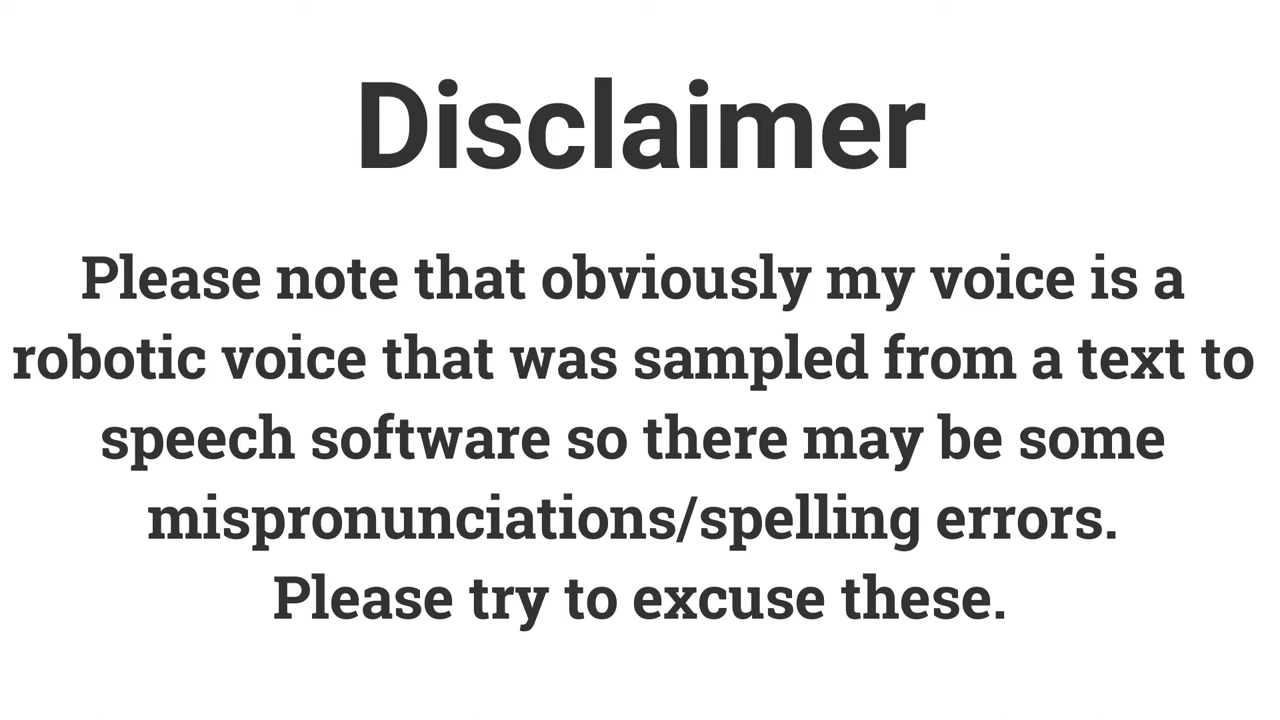 Disclaimer
Please note that obviously my voice is a
robotic voice that was sampled from a text to
speech software so there may be some
mispronunciations/spelling errors.
Please try to excuse these.